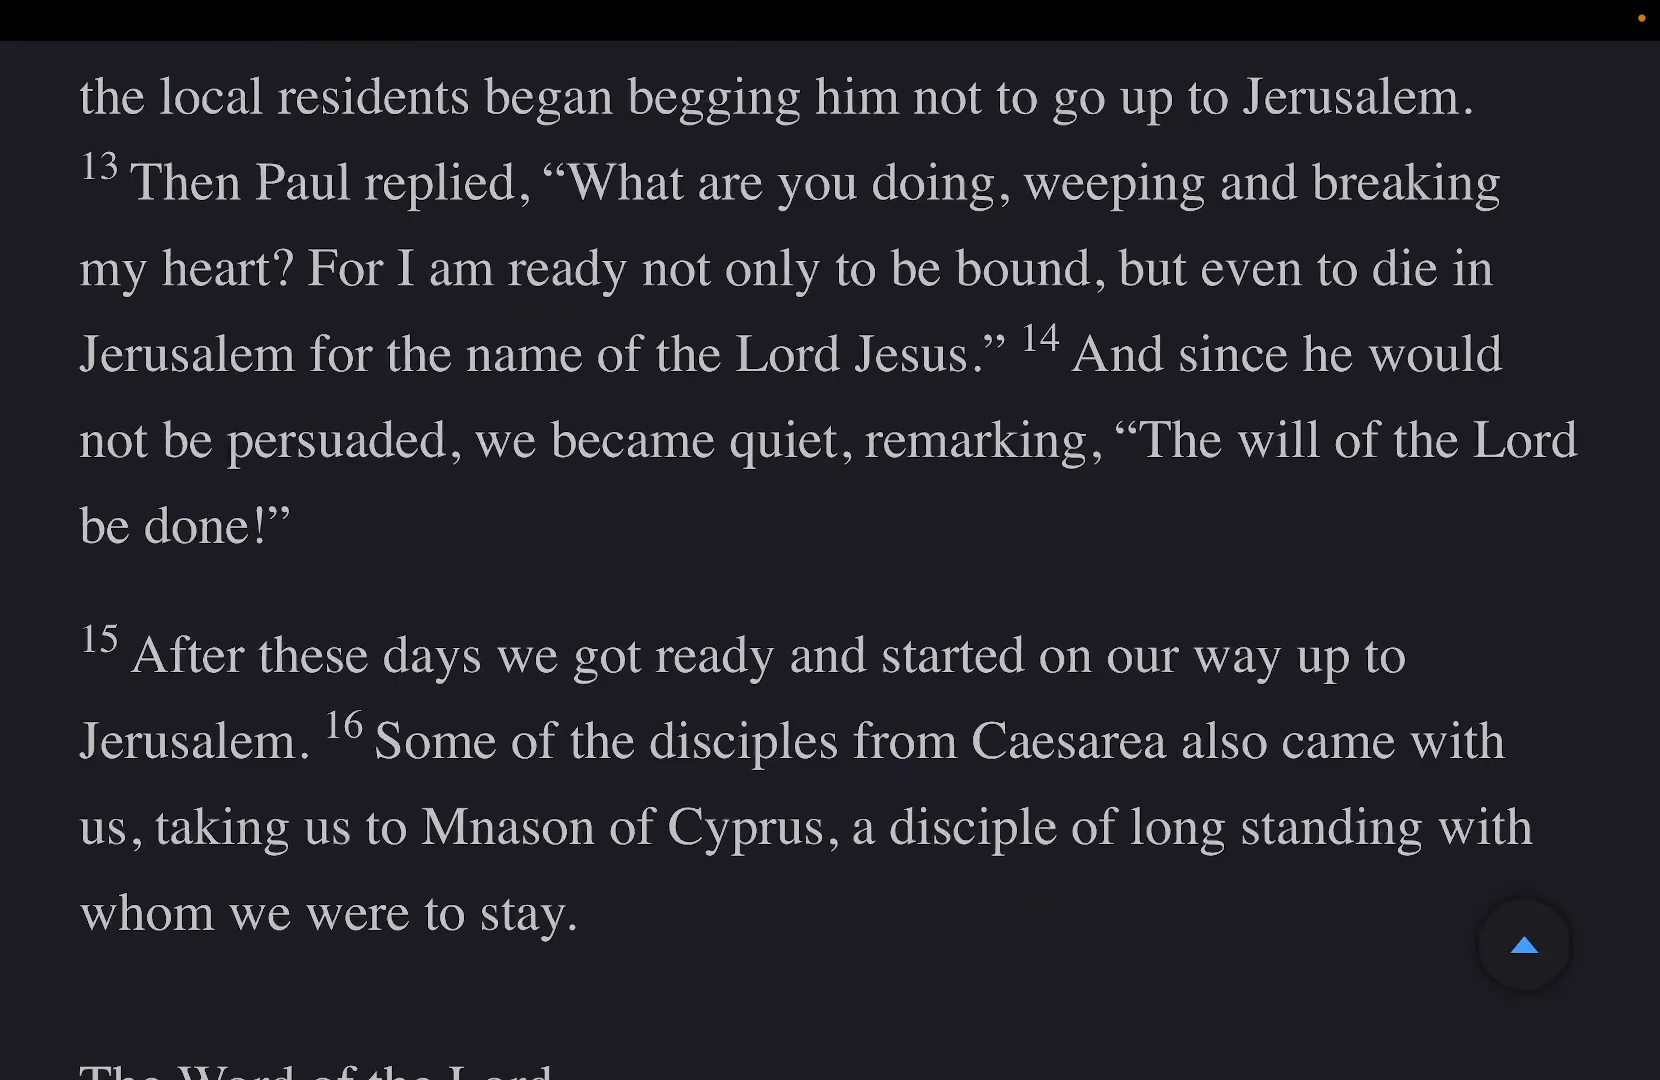 the local residents began begging him not to go up to Jerusalem.
13 Then Paul replied, “What are you doing, weeping and breaking
my heart? For I am ready not only to be bound, but even to die in
Jerusalem for the name of the Lord Jesus.” 14 And since he would
not be persuaded, we became quiet, remarking, “The will of the Lord
be done!”
15 After these days we got ready and started on our way up to
Jerusalem. 16 Some of the disciples from Caesarea also came with
us, taking us to Mnason of Cyprus, a disciple of long standing with
whom we were to stay.
The Word of the Lord